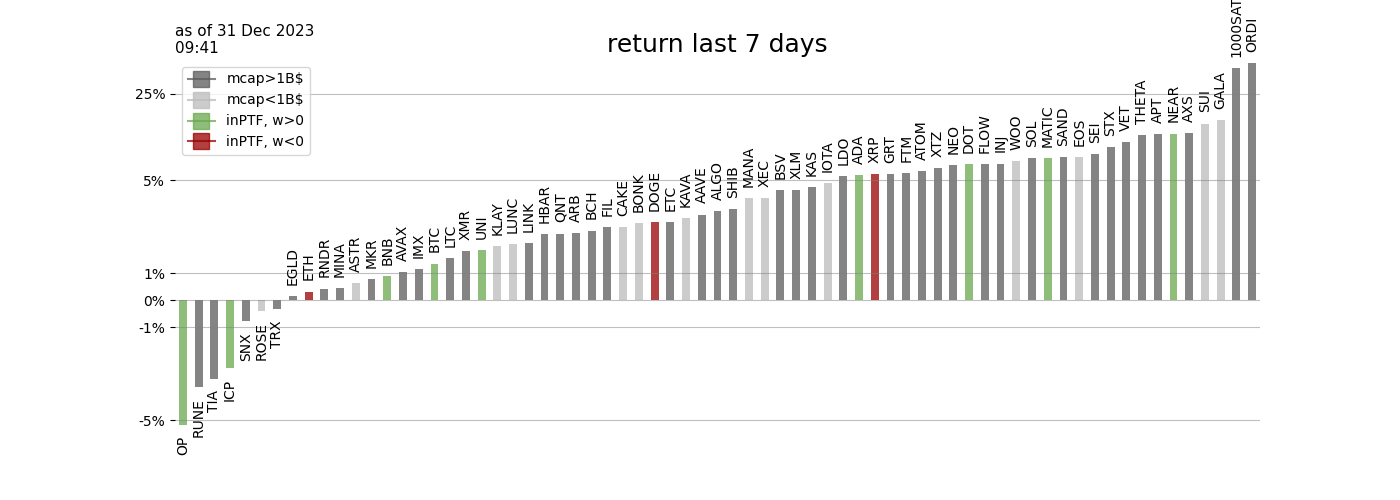 as of 31 Dec 2023
09:41
return last 7 days
mcap>1B$
mcap<1B$
inPTF, w>0
inPTF, w<0
25%
5%
1%
0%
-1%
-5%
OP
RUNE
TIA
ICP
SNX
ROSE
TRX
EGLD
ETH
RNDR
MINA
ASTR
MKR
BNB
AVAX
IMX
BTC
LTC
XMR
UNI
KLAY
LUNC
LINK
HBAR
QNT
ARB
BCH
FIL
CAKE
BONK
DOGE
ETC
KAVA
AAVE
ALGO
SHIB
MANA
XEC
BSV
XLM
KAS
IOTA
LDO
ADA
XRP
GRT
FTM
ATOM
XTZ
NEO
DOT
FLOW
INJ
WOO
SOL
MATIC
SAND
EOS
SEI
STX
VET
THETA
APT
NEAR
AXS
SUI
GALA
1000SAT
ORDI